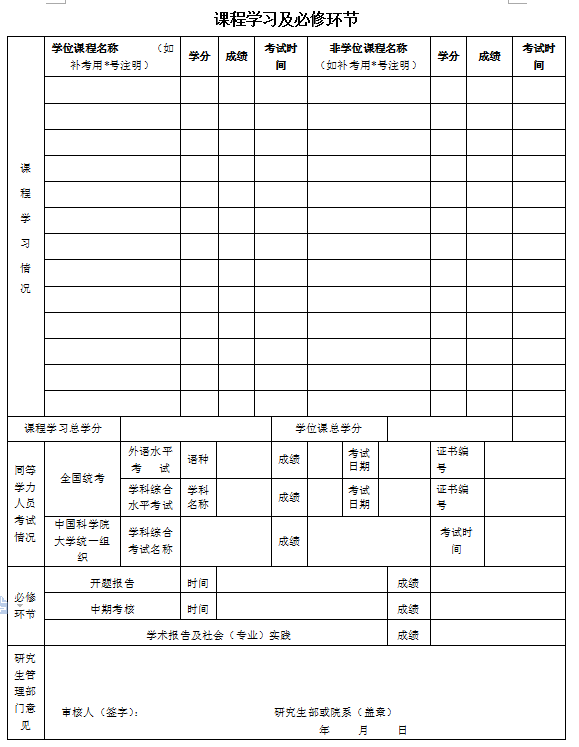 课程学习及必修环节
学位课程名称 （如
补考用*号注明）
学分
成绩
考试时
间
非学位课程名称
（如补考用*号注明）
学分
成绩
考试时
间
课
程
学
习
情
况
课程学习总学分
学位课总学分
同等
学力
人员
考试
情况
全国统考
外语水平
考 试
语种
成绩
考试
日期
证书编
号
学科综合
水平考试
学科
名称
成绩
考试
日期
证书编
号
中国科学院
大学统一组
织
学科综合
考试名称
成绩
考试时
间
必修
环节
开题报告
时间
成绩
中期考核
时间
成绩
学术报告及社会（专业）实践
成绩
研究
生管
理部
门意
见
审核人（签字）： 研究生部或院系（盖章）
年 月 日